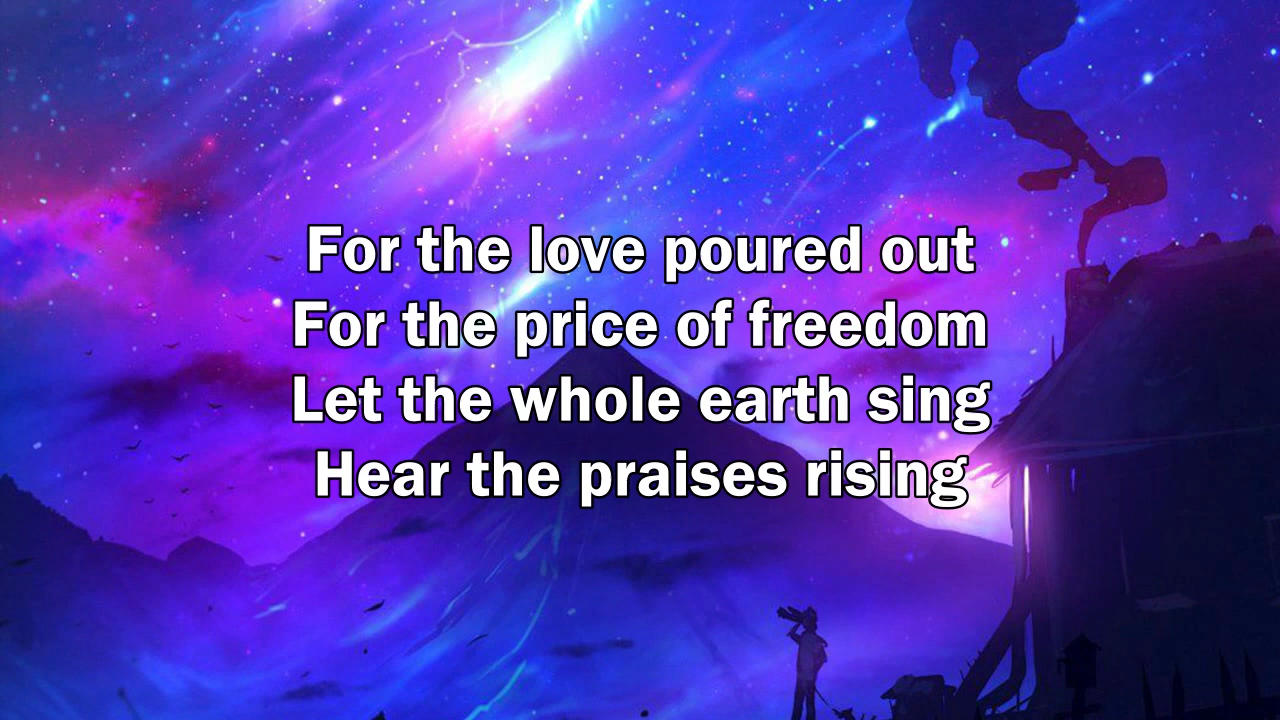 For the love poured out
For the price of freedom
Let the whole earth sing
Hear the praises rising